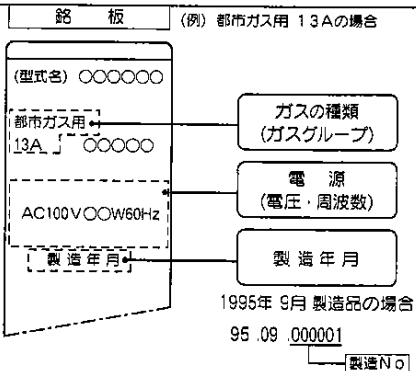 銘 板
(例) 都市ガス用 13Aの場合
(型式名) ○○○○○○
都市ガス用
13A ○○○○○
ガスの種類
(ガスグループ)
電 源
(電圧・周波数)
AC100V○○W60Hz
製造年月
製造年月
1995年 9月 製造品の場合
95 .09 .000001
製造No